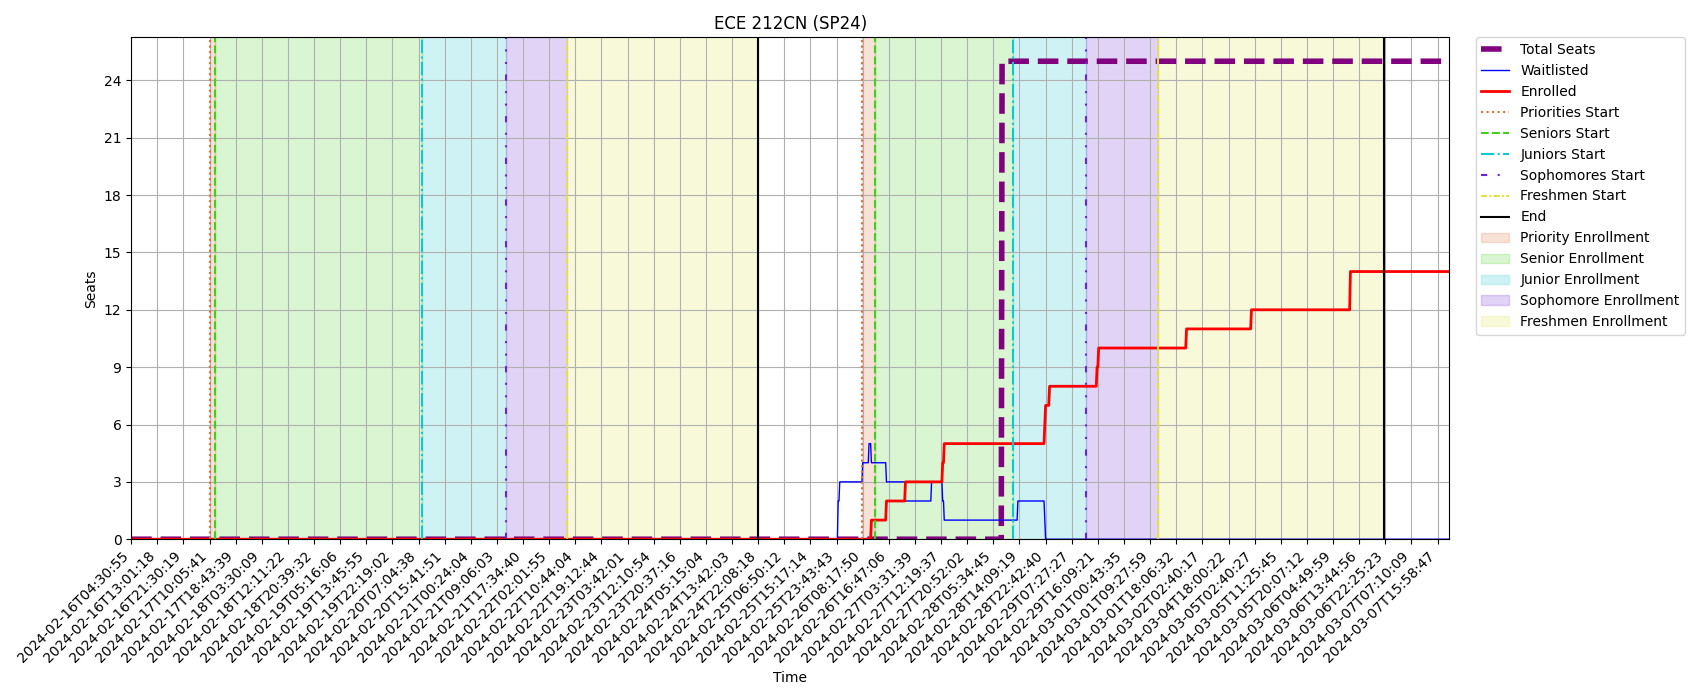 ECE 212CN (SP24)
Total Seats
Waitlisted
Enrolled
Priorities Start
Seniors Start
Juniors Start
Sophomores Start
Freshmen Start
End
Priority Enrollment
Senior Enrollment
Junior Enrollment
Sophomore Enrollment
Freshmen Enrollment
Seats
24
21
18
15
12
9
6
3
0
2024-02-16T04:30:55
2024-02-16T13:01:18
2024-02-16T21:30:19
2024-02-17T10:05:41
2024-02-17T18:43:39
2024-02-18T03:30:09
2024-02-18T12:11:22
2024-02-18T20:39:32
2024-02-19T05:16:06
2024-02-19T13:45:55
2024-02-19T22:19:02
2024-02-20T07:04:38
2024-02-20T15:41:51
2024-02-21T00:24:04
2024-02-21T09:06:03
2024-02-21T17:34:40
2024-02-22T02:01:55
2024-02-22T10:44:04
2024-02-22T19:12:44
2024-02-23T03:42:01
2024-02-23T12:10:54
2024-02-23T20:37:16
2024-02-24T05:15:04
2024-02-24T13:42:03
2024-02-24T22:08:18
2024-02-25T06:50:12
2024-02-25T15:17:14
2024-02-25T23:43:45
2024-02-26T08:17:50
2024-02-26T16:47:06
2024-02-27T03:31:39
2024-02-27T12:19:37
2024-02-27T20:52:02
2024-02-28T05:34:45
2024-02-28T14:09:19
2024-02-28T22:42:40
2024-02-29T07:27:27
2024-02-29T16:09:21
2024-03-01T00:43:35
2024-03-01T09:27:59
2024-03-01T18:06:32
2024-03-02T02:40:17
2024-03-04T18:00:22
2024-03-05T02:40:27
2024-03-05T11:25:45
2024-03-05T20:07:12
2024-03-06T04:49:59
2024-03-06T13:44:56
2024-03-06T22:25:23
2024-03-07T07:10:09
2024-03-07T15:58:47
Time